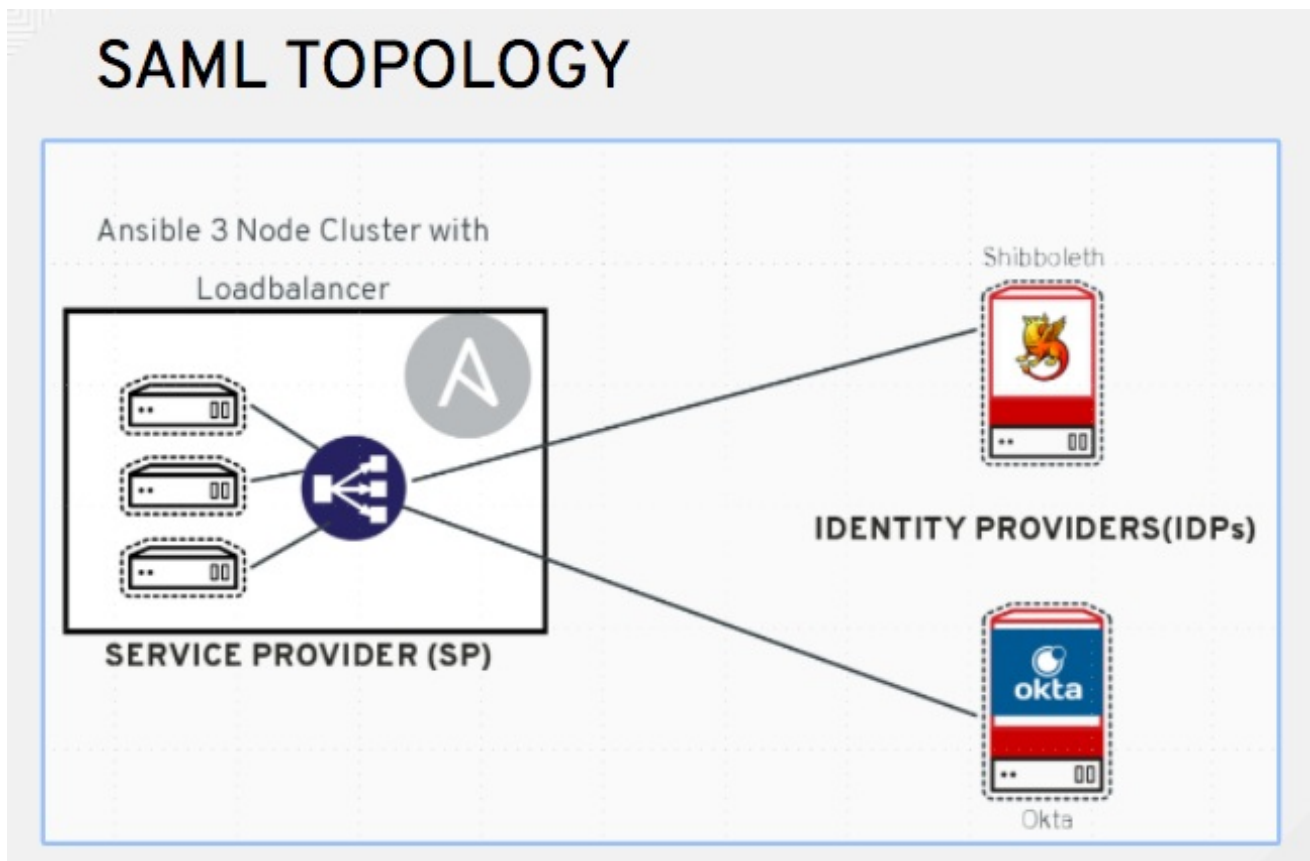 SAML TOPOLOGY
Ansible 3 Node Cluster with
Loadbalancer
SERVICE PROVIDER (SP)
Shibboleth
IDENTITY PROVIDERS(IDPs)
okta
Okta